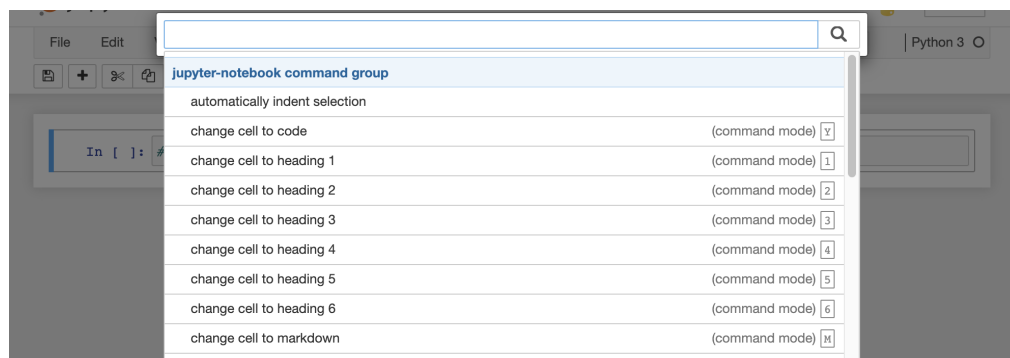 File Edit
Python 3
jupyter-notebook command group
automatically indent selection
change cell to code (command mode) Y
In [ ]: #
change cell to heading 1 (command mode) 1
change cell to heading 2 (command mode) 2
change cell to heading 3 (command mode) 3
change cell to heading 4 (command mode) 4
change cell to heading 5 (command mode) 5
change cell to heading 6 (command mode) 6
change cell to markdown (command mode) M